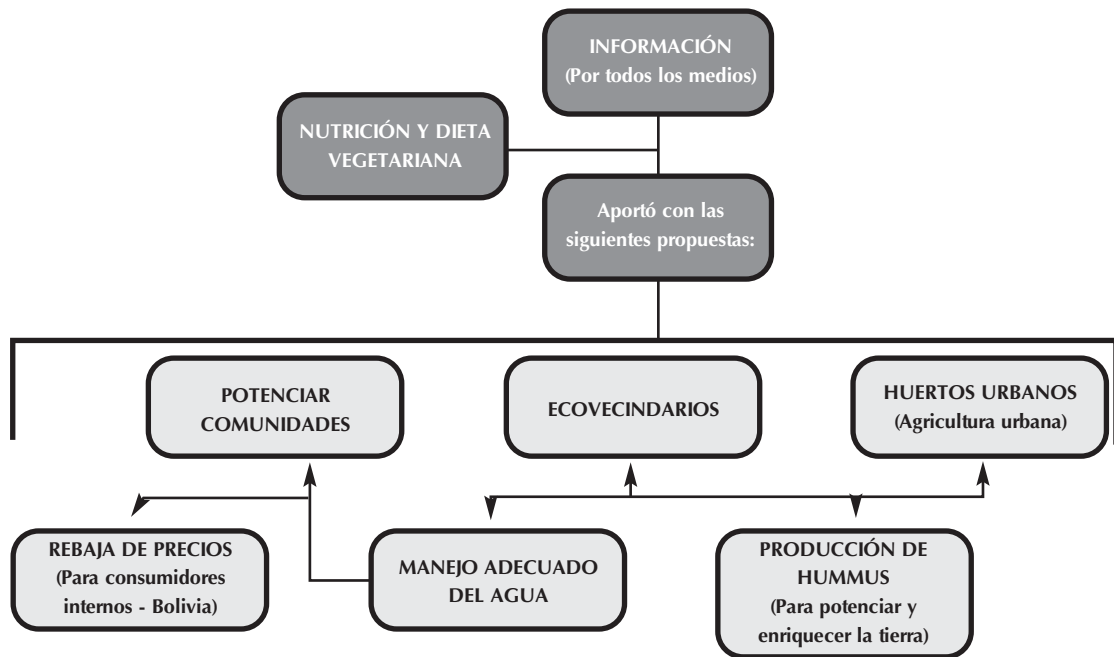 INFORMACIÓN
(Por todos los medios)
NUTRICIÓN Y DIETA
VEGETARIANA
Aportó con las
siguientes propuestas:
POTENCIAR
COMUNIDADES
ECOVECINDARIOS
HUERTOS URBANOS
(Agricultura urbana)
REBAJA DE PRECIOS
(Para consumidores
internos - Bolivia)
MANEJO ADECUADO
DEL AGUA
PRODUCCIÓN DE
HUMMUS
(Para potenciar y
enriquecer la tierra)